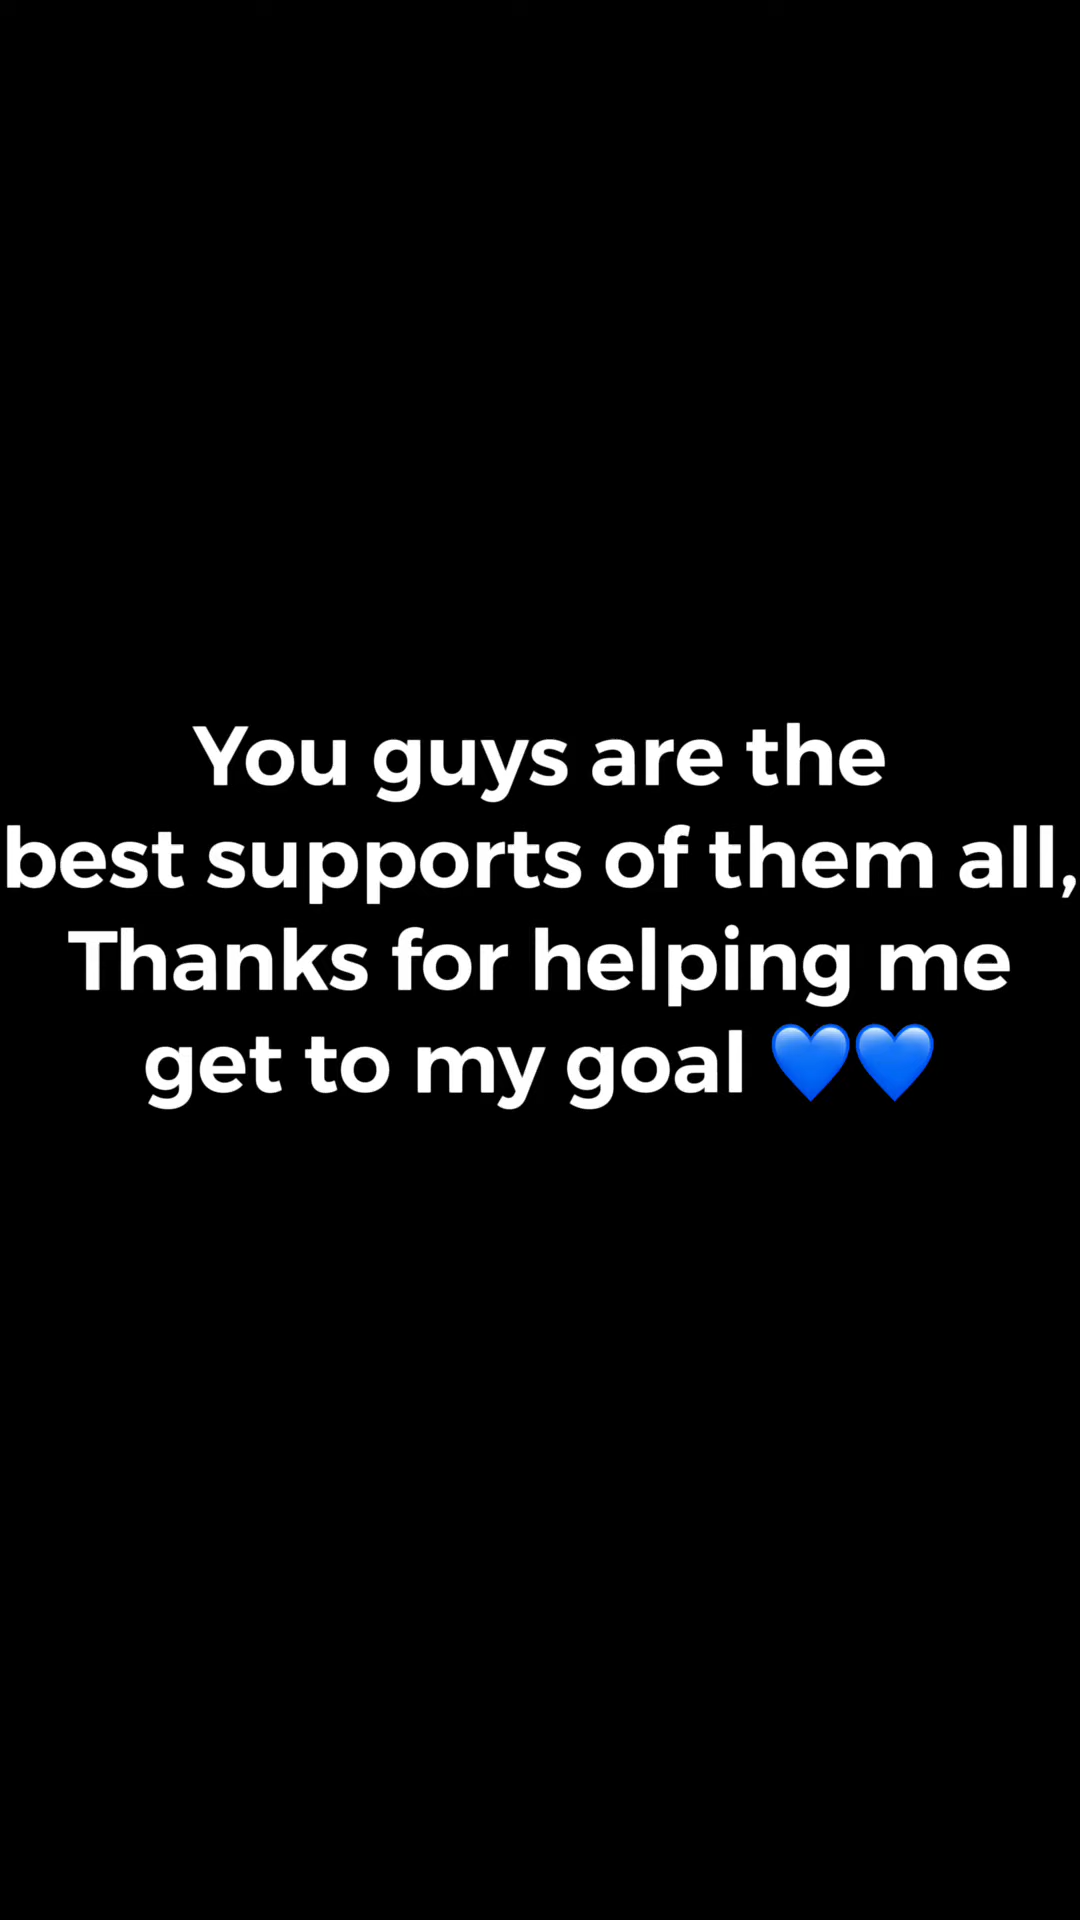 You guys are the
best supports of them all,
Thanks for helping me
get to my goal 💙💙